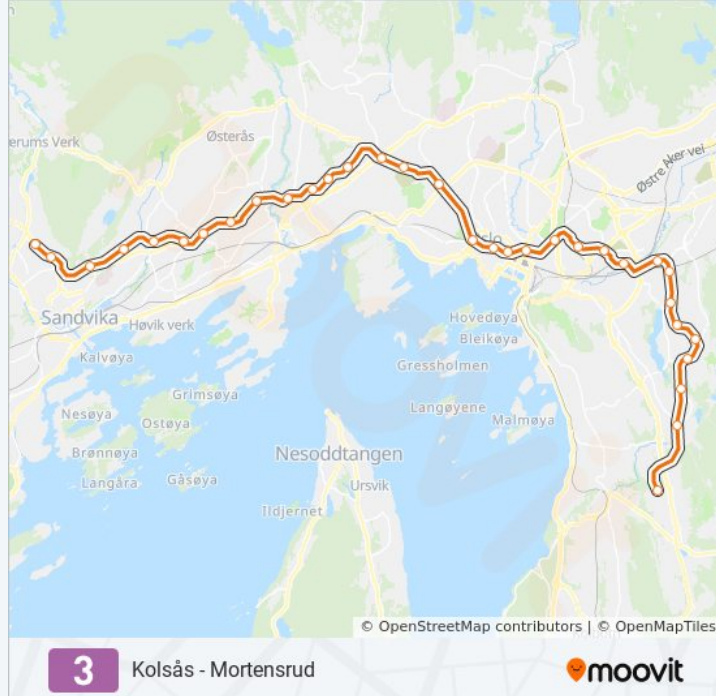 ærums Verk
Østerås
Østre Aker vei
Oslo
Sandvika
Høvik verk
Kalvøya
Hovedøya
Bleikøya
Gressholmen
Grimsøya
Langøyene
Nesøya
Ostøya
Malmøya
Brønnøya
Nesoddtangen
Langåra
Gåsøya
Ursvik
Ildjernet
© OpenStreetMap contributors | © OpenMapTiles
3 Kolsås - Mortensrud
moovit